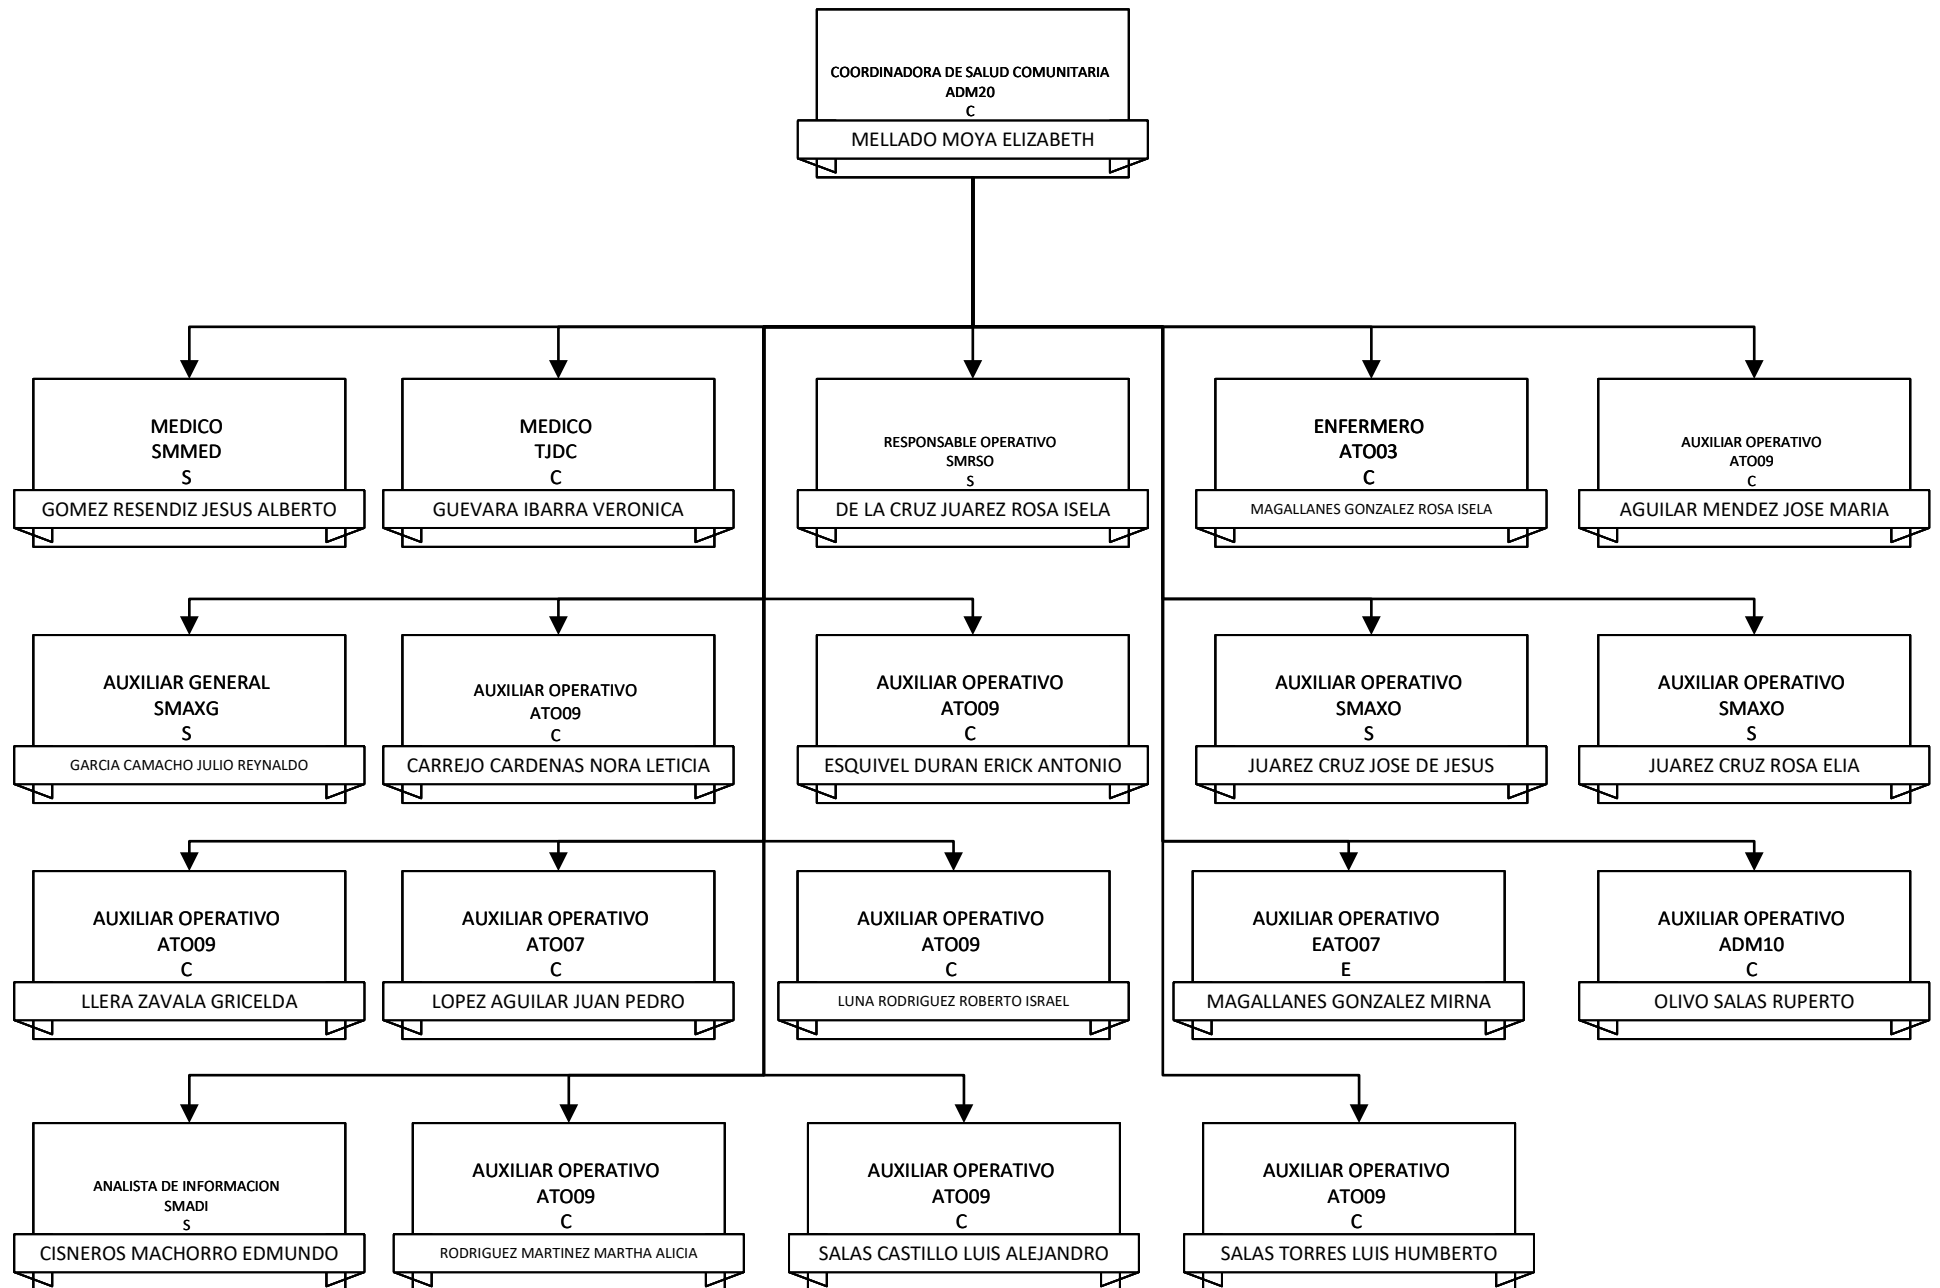 COORDINADORA DE SALUD COMUNITARIA
ADM20
C
MELLADO MOYA ELIZABETH
MEDICO
SMMED
S
GOMEZ RESENDIZ JESUS ALBERTO
MEDICO
TJDC
C
GUEVARA IBARRA VERONICA
RESPONSABLE OPERATIVO
SMRSO
S
DE LA CRUZ JUAREZ ROSA ISELA
ENFERMERO
ATO03
C
MAGALLANES GONZALEZ ROSA ISELA
AUXILIAR OPERATIVO
ATO09
C
AGUILAR MENDEZ JOSE MARIA
AUXILIAR GENERAL
SMAXG
S
GARCIA CAMACHO JULIO REYNALDO
AUXILIAR OPERATIVO
ATO09
C
CARREJO CARDENAS NORA LETICIA
AUXILIAR OPERATIVO
ATO09
C
ESQUIVEL DURAN ERICK ANTONIO
AUXILIAR OPERATIVO
SMAXO
S
JUAREZ CRUZ JOSE DE JESUS
AUXILIAR OPERATIVO
SMAXO
S
JUAREZ CRUZ ROSA ELIA
AUXILIAR OPERATIVO
ATO09
C
LLERA ZAVALA GRICELDA
AUXILIAR OPERATIVO
ATO07
C
LOPEZ AGUILAR JUAN PEDRO
AUXILIAR OPERATIVO
ATO09
C
LUNA RODRIGUEZ ROBERTO ISRAEL
AUXILIAR OPERATIVO
EATO07
E
MAGALLANES GONZALEZ MIRNA
AUXILIAR OPERATIVO
ADM10
C
OLIVO SALAS RUPERTO
ANALISTA DE INFORMACION
SMADI
S
CISNEROS MACHORRO EDMUNDO
AUXILIAR OPERATIVO
ATO09
C
RODRIGUEZ MARTINEZ MARTHA ALICIA
AUXILIAR OPERATIVO
ATO09
C
SALAS CASTILLO LUIS ALEJANDRO
AUXILIAR OPERATIVO
ATO09
C
SALAS TORRES LUIS HUMBERTO